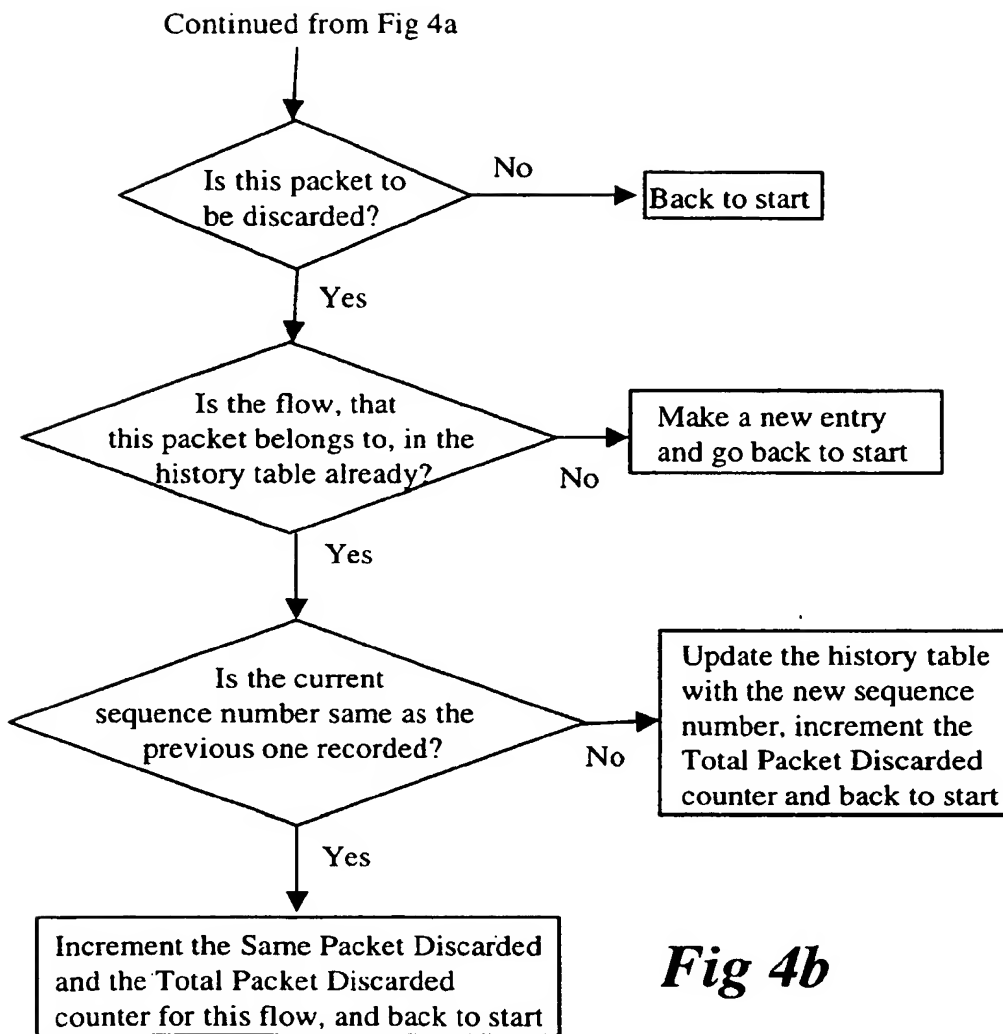 Continued from Fig 4a
Is this packet to
be discarded?
No
Back to start
Yes
Is the flow, that
this packet belongs to, in the
history table already?
No
Make a new entry
and go back to start
Yes
Is the current
sequence number same as the
previous one recorded?
No
Update the history table
with the new sequence
number, increment the
Total Packet Discarded
counter and back to start
Yes
Increment the Same Packet Discarded
and the Total Packet Discarded
counter for this flow, and back to start
Fig 4b